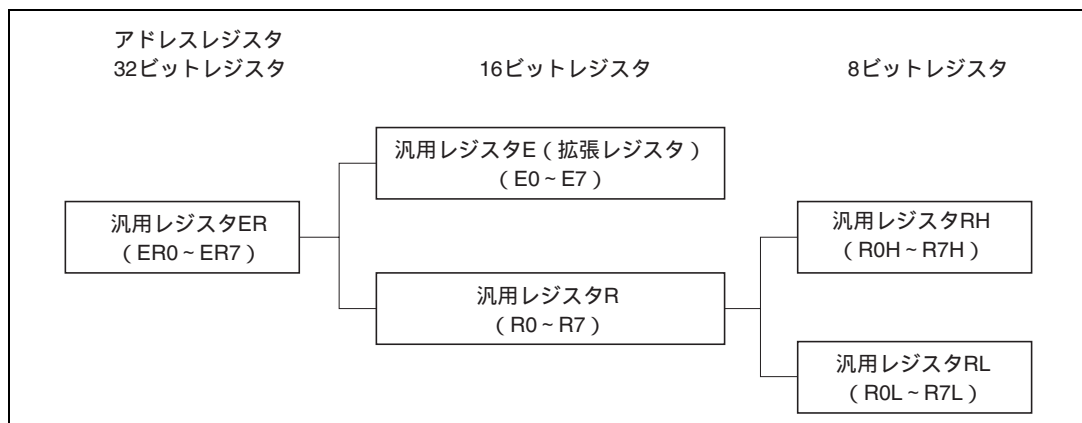 アドレスレジスタ
32ビットレジスタ
16ビットレジスタ
8ビットレジスタ
汎用レジスタER
（ER0～ER7）
汎用レジスタE（拡張レジスタ）
（E0～E7）
汎用レジスタR
（R0～R7）
汎用レジスタRH
（R0H～R7H）
汎用レジスタRL
（R0L～R7L）